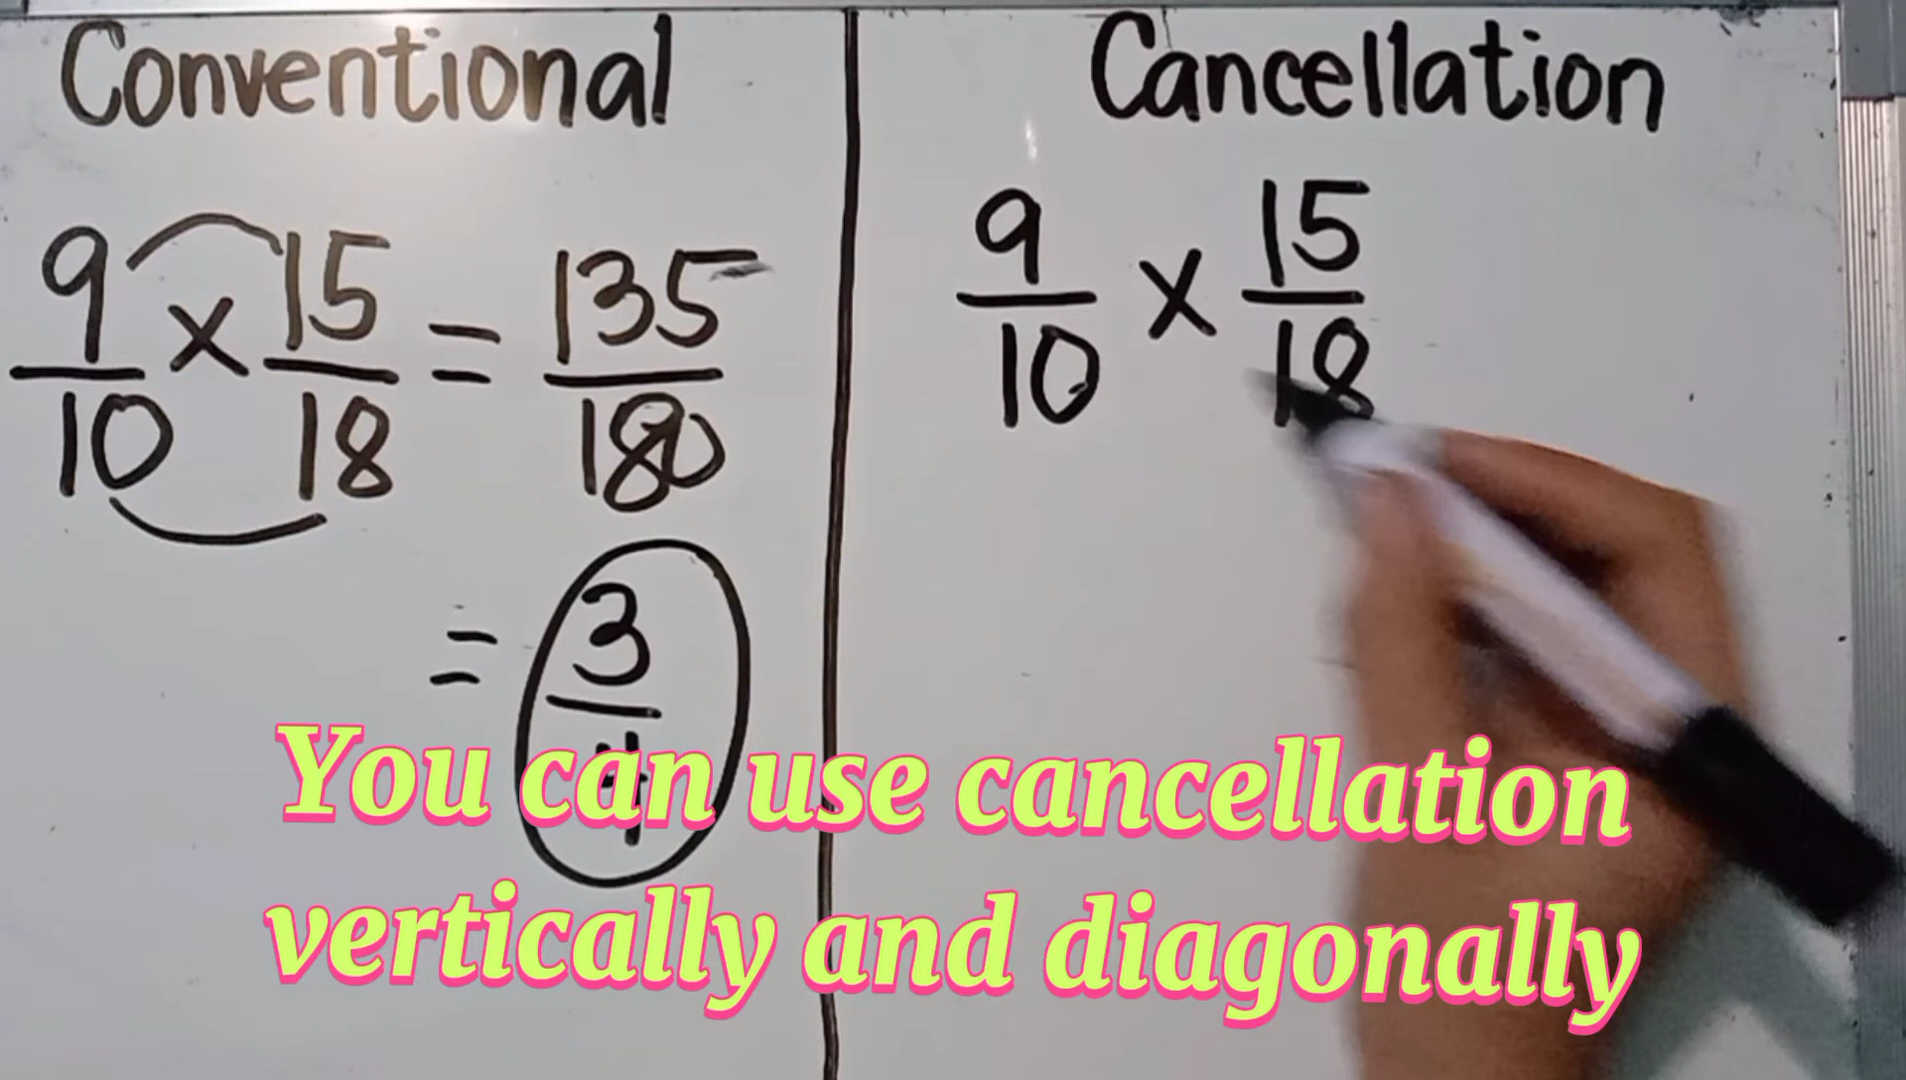 Conventional
9/10 × 15/18 = 135/180
= 3/4
Cancellation
9/10 × 15/18
You can use cancellation
vertically and diagonally